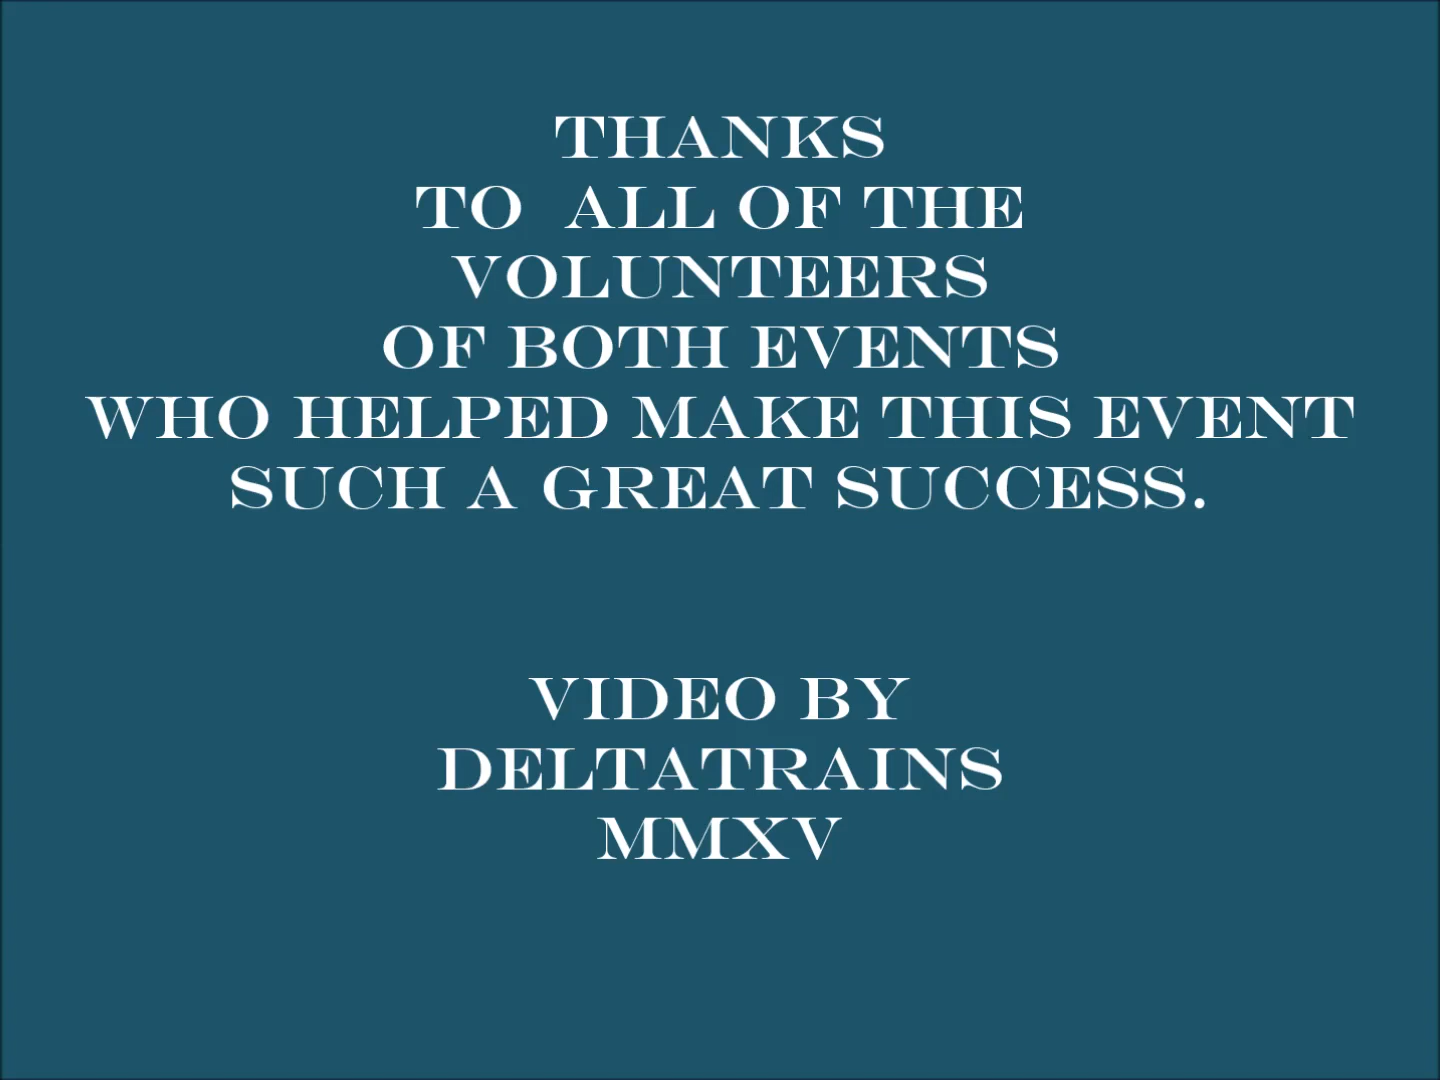 THANKS
TO ALL OF THE
VOLUNTEERS
OF BOTH EVENTS
WHO HELPED MAKE THIS EVENT
SUCH A GREAT SUCCESS.
VIDEO BY
DELTATRAINS
MMXV